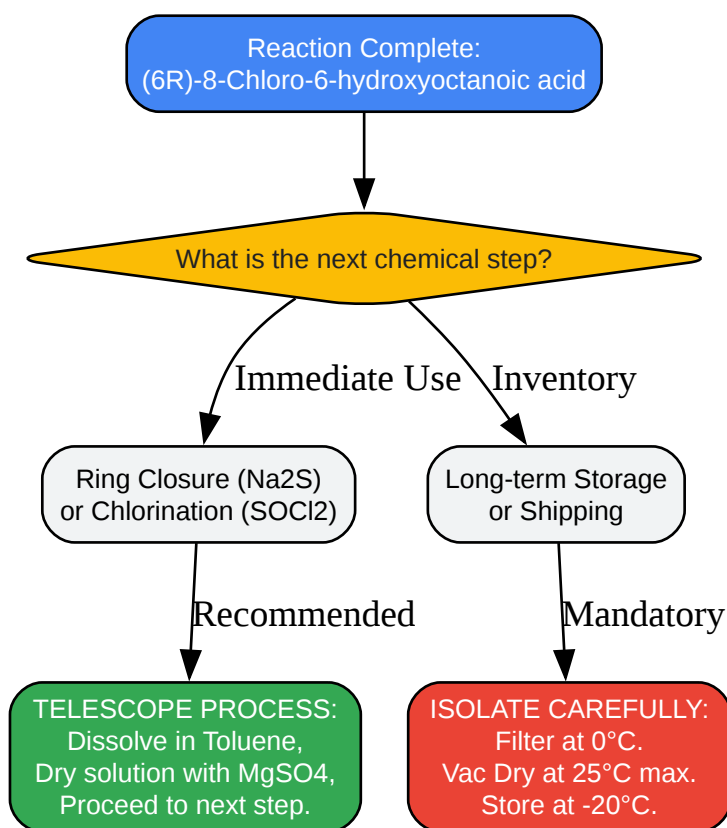 Reaction Complete:
(6R)-8-Chloro-6-hydroxyoctanoic acid
What is the next chemical step?
Immediate Use
Inventory
Ring Closure (Na2S)
or Chlorination (SOCl2)
Long-term Storage
or Shipping
Recommended
Mandatory
TELESCOPE PROCESS:
Dissolve in Toluene,
Dry solution with MgSO4,
Proceed to next step.
ISOLATE CAREFULLY:
Filter at 0°C.
Vac Dry at 25°C max.
Store at -20°C.